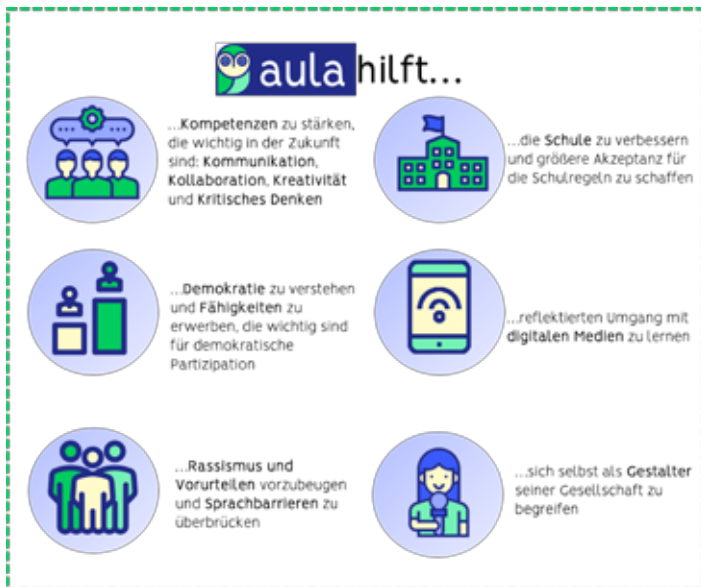 aula hilft...
...Kompetenzen zu stärken,
die wichtig in der Zukunft
sind: Kommunikation,
Kollaboration, Kreativität
und Kritisches Denken
...die Schule zu verbessern
und größere Akzeptanz für
die Schulregeln zu schaffen
...Demokratie zu verstehen
und Fähigkeiten zu
erwerben, die wichtig sind
für demokratische
Partizipation
...reflektierten Umgang mit
digitalen Medien zu lernen
...Rassismus und
Vorurteilen vorzubeugen
und Sprachbarrieren zu
überbrücken
...sich selbst als Gestalter
seiner Gesellschaft zu
begreifen